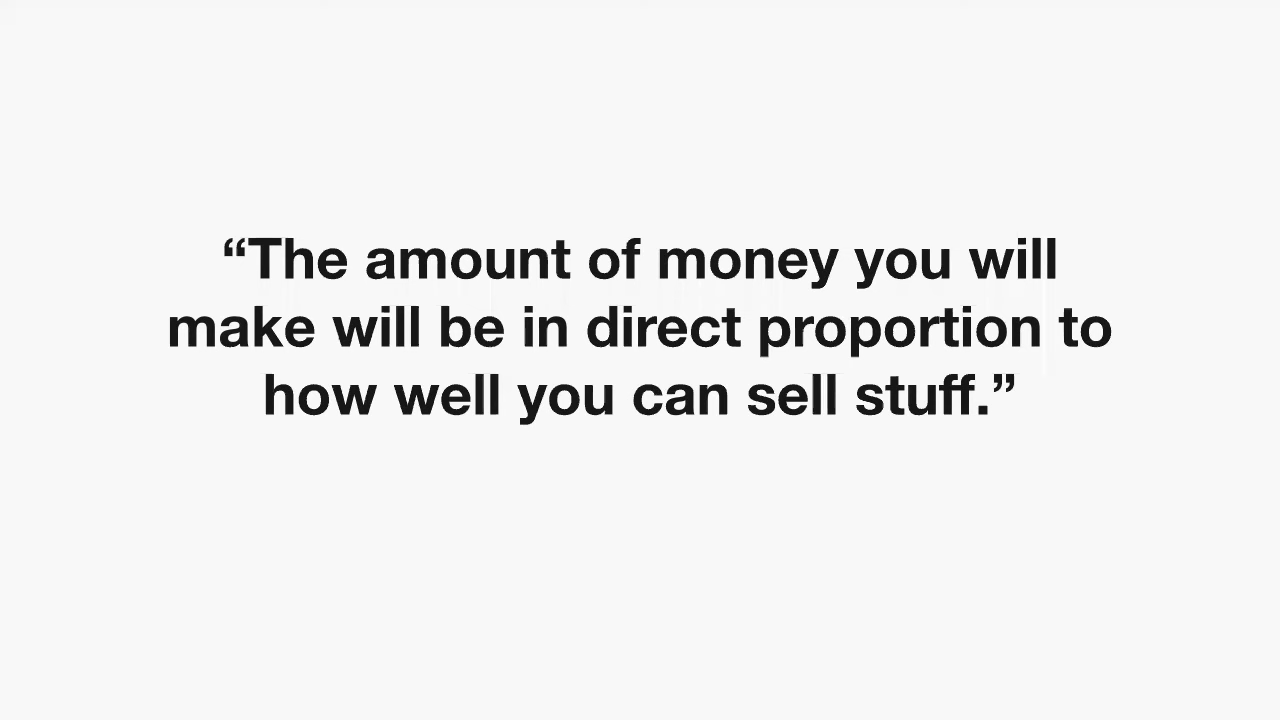 “The amount of money you will
make will be in direct proportion to
how well you can sell stuff.”